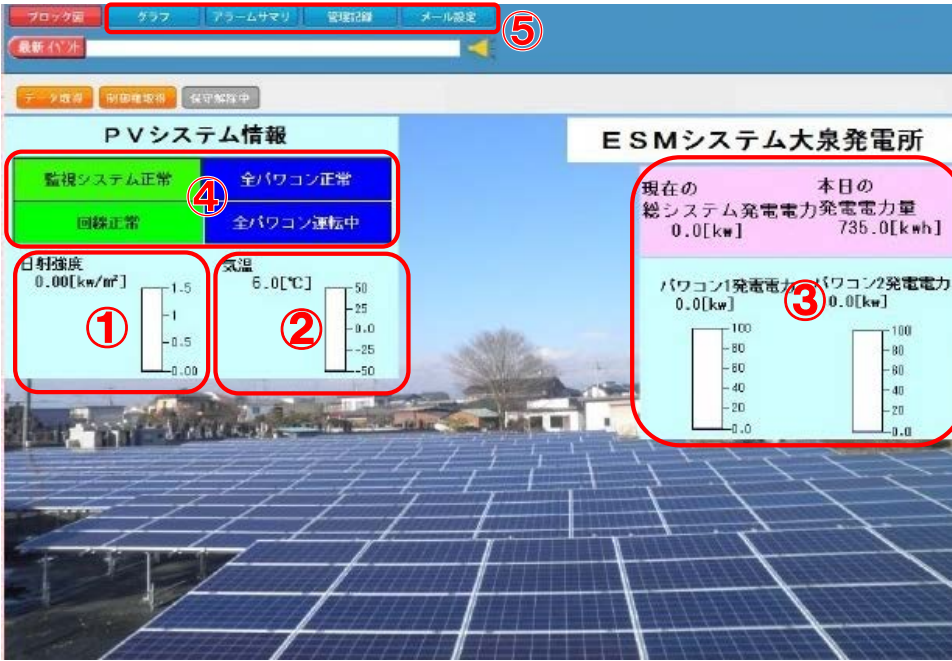 ブロック図 グラフ アラームサマリ 管理記録 メール設定 ⑤
最新イベント
データ取得 制御権取得 保守解除中
PVシステム情報
ESMシステム大泉発電所
監視システム正常 全パワコン正常
④
回線正常 全パワコン運転中
現在の 本日の
総システム発電電力 発電電力量
0.0[kw] 735.0[kwh]
日射強度
0.00[kw/m²]
1.5
1
0.5
0.00
①
気温
6.0[℃]
50
25
0.0
-25
-50
②
パワコン1発電電力 パワコン2発電電力
0.0[kw] 0.0[kw]
③
100 100
80 80
60 60
40 40
20 20
0.0 0.0